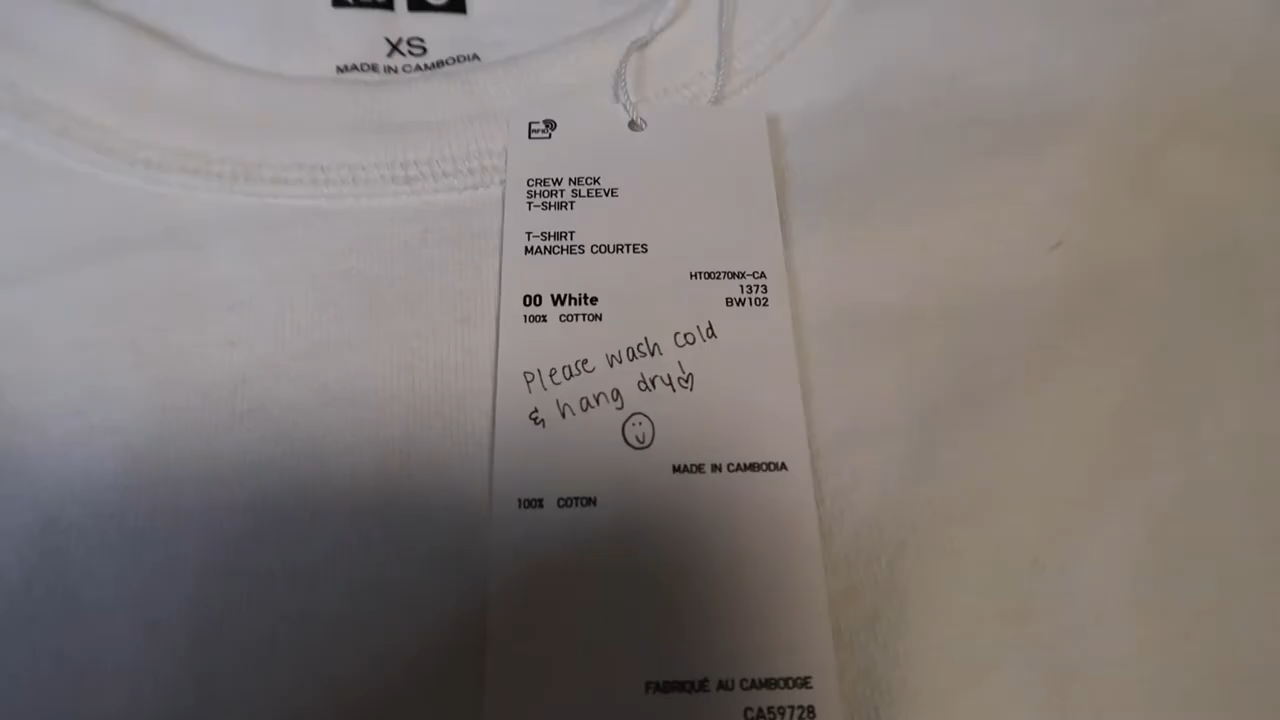 XS
MADE IN CAMBODIA
RFID
CREW NECK
SHORT SLEEVE
T-SHIRT
T-SHIRT
MANCHES COURTES
HT00270NX-CA
1373
00 White
BW102
100% COTTON
Please wash cold
& hang dry
MADE IN CAMBODIA
100% COTON
FABRIQUÉ AU CAMBODGE
CA59728